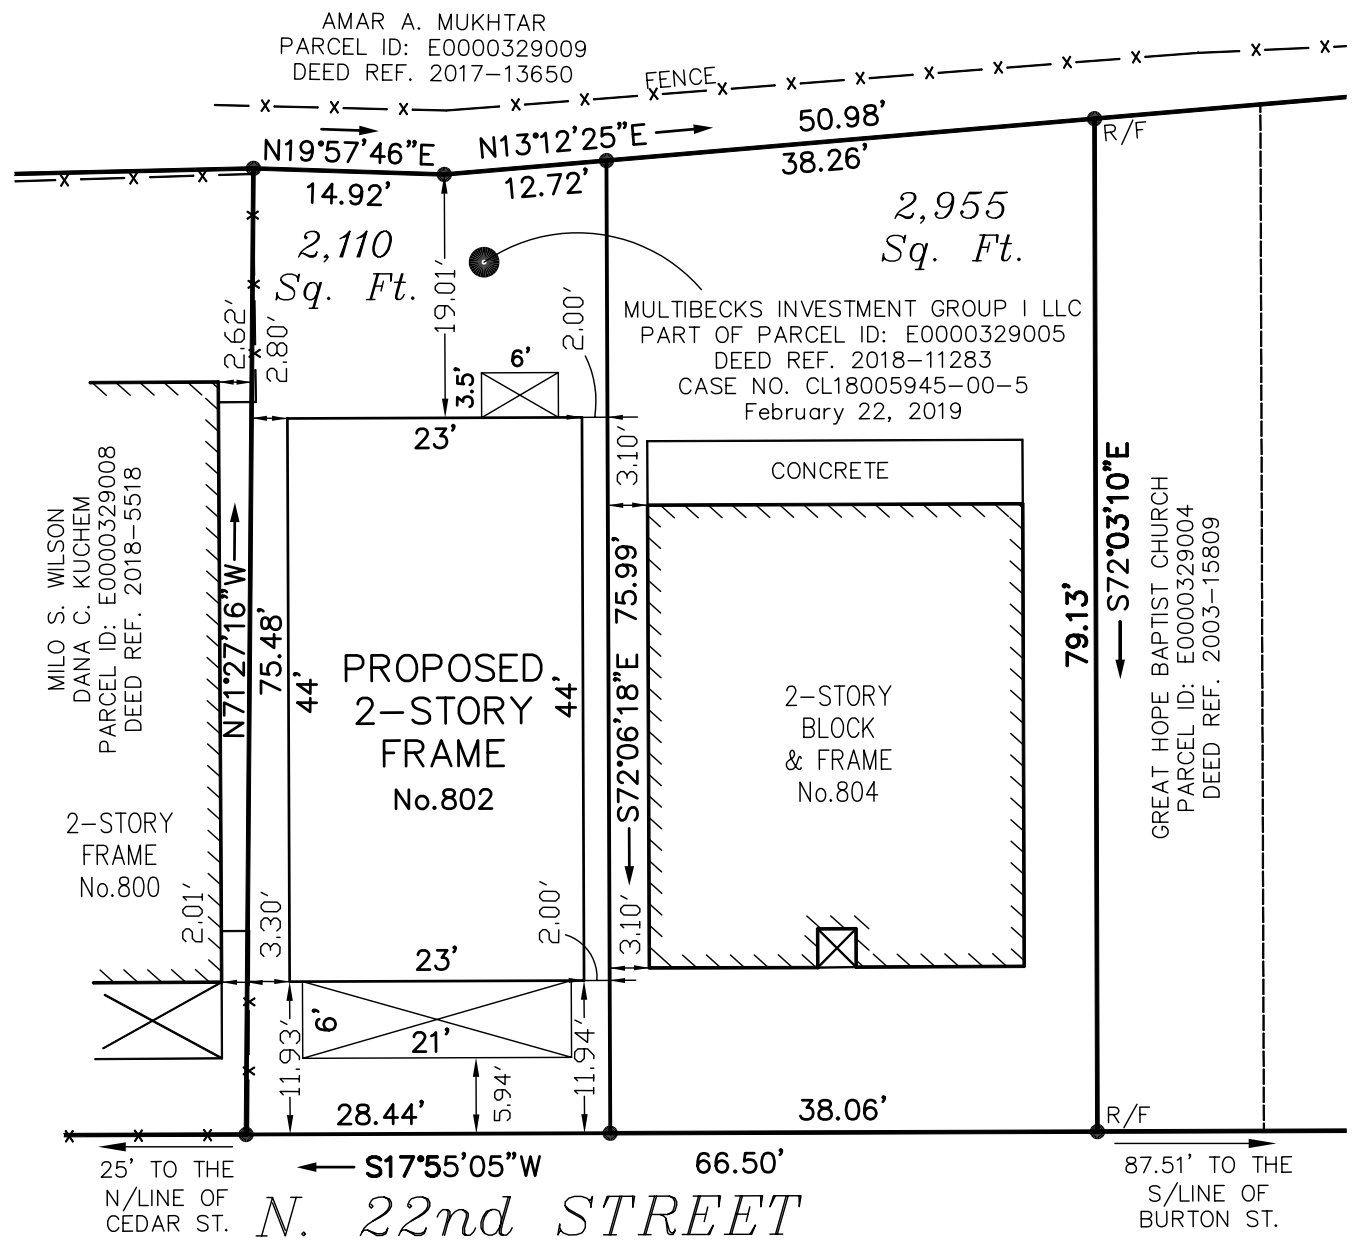 AMAR A. MUKHTAR
PARCEL ID: E0000329009
DEED REF. 2017-13650
FENCE
N19°57'46"E
14.92'
N13°12'25"E
12.72'
50.98'
38.26'
R/F
2,110
Sq. Ft.
2,955
Sq. Ft.
19.01'
2.62'
2.80'
2.00'
MULTIBECKS INVESTMENT GROUP I LLC
PART OF PARCEL ID: E0000329005
DEED REF. 2018-11283
CASE NO. CL18005945-00-5
February 22, 2019
6'
3.5'
23'
3.10'
CONCRETE
MILO S. WILSON
DANA C. KUCHEM
PARCEL ID: E0000329008
DEED REF. 2018-5518
N71°27'16"W
75.48'
44'
PROPOSED
2-STORY
FRAME
No.802
44'
S72°06'18"E 75.99'
2-STORY
BLOCK
& FRAME
No.804
79.13'
S72°03'10"E
GREAT HOPE BAPTIST CHURCH
PARCEL ID: E0000329004
DEED REF. 2003-15809
2-STORY
FRAME
No.800
2.01'
3.30'
2.00'
3.10'
23'
6'
21'
11.93'
11.94'
5.94'
28.44'
38.06'
R/F
S17°55'05"W
66.50'
25' TO THE
N/LINE OF
CEDAR ST.
87.51' TO THE
S/LINE OF
BURTON ST.
N. 22nd STREET